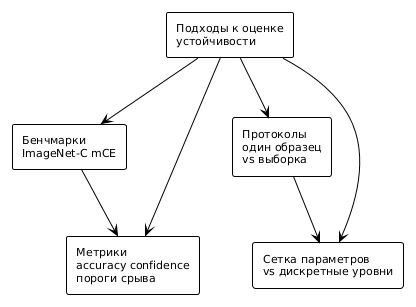 Подходы к оценке
устойчивости
Бенчмарки
ImageNet-C mCE
Протоколы
один образец
vs выборка
Метрики
accuracy confidence
пороги срыва
Сетка параметров
vs дискретные уровни